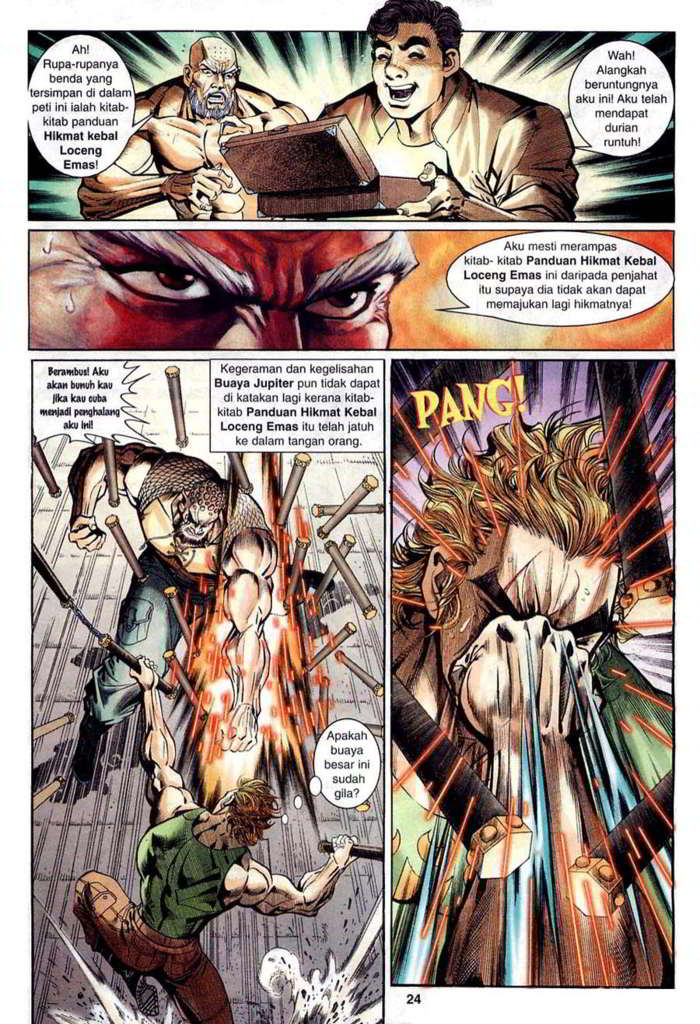 Ah!
Rupa-rupanya
benda yang
tersimpan di dalam
peti ini ialah kitab-
kitab panduan
Hikmat kebal
Loceng
Emas!
Wah!
Alangkah
beruntungnya
aku ini! Aku telah
mendapat
durian
runtuh!
Aku mesti merampas
kitab- kitab Panduan Hikmat Kebal
Loceng Emas ini daripada penjahat
itu supaya dia tidak akan dapat
memajukan lagi hikmatnya!
Berambus! Aku
akan bunuh kau
jika kau cuba
menjadi penghalang
aku ini!
Kegeraman dan kegelisahan
Buaya Jupiter pun tidak dapat
di katakan lagi kerana kitab-
kitab Panduan Hikmat Kebal
Loceng Emas itu telah jatuh
ke dalam tangan orang.
Apakah
buaya
besar ini
sudah
gila?
PANG!
24